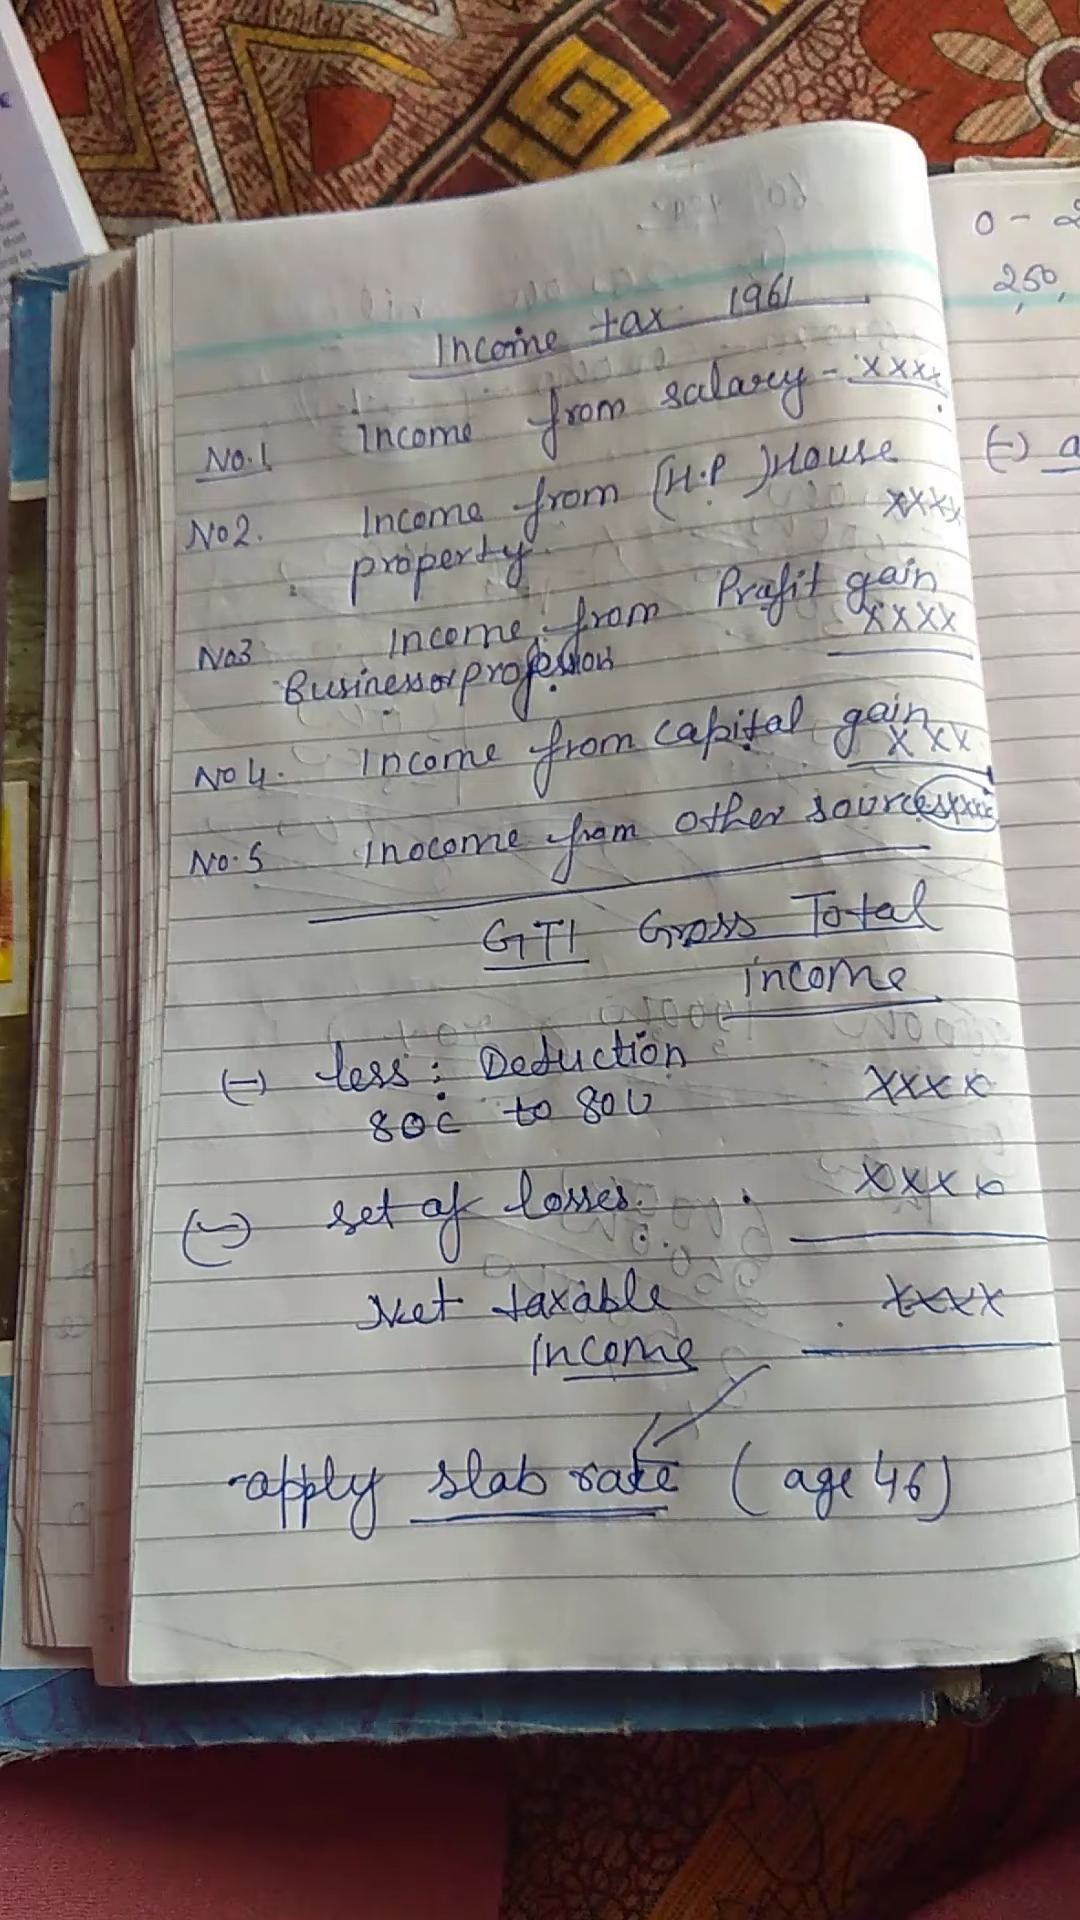 Income tax 1961
No.1 Income from salary - xxxx
No2. Income from (H.P) House
property xxxx
No3 Income from Profit gain
Business or profession xxxx
No 4. Income from capital gain
xxx
No.5 Inocome from other sources xxxx
GTI Gross Total
income
(-) less: Deduction
80C to 80U xxxx
(-) set of losses. xxxx
Net taxable xxxx
income
apply slab rate (age 46)
0 -
250,
(-) a